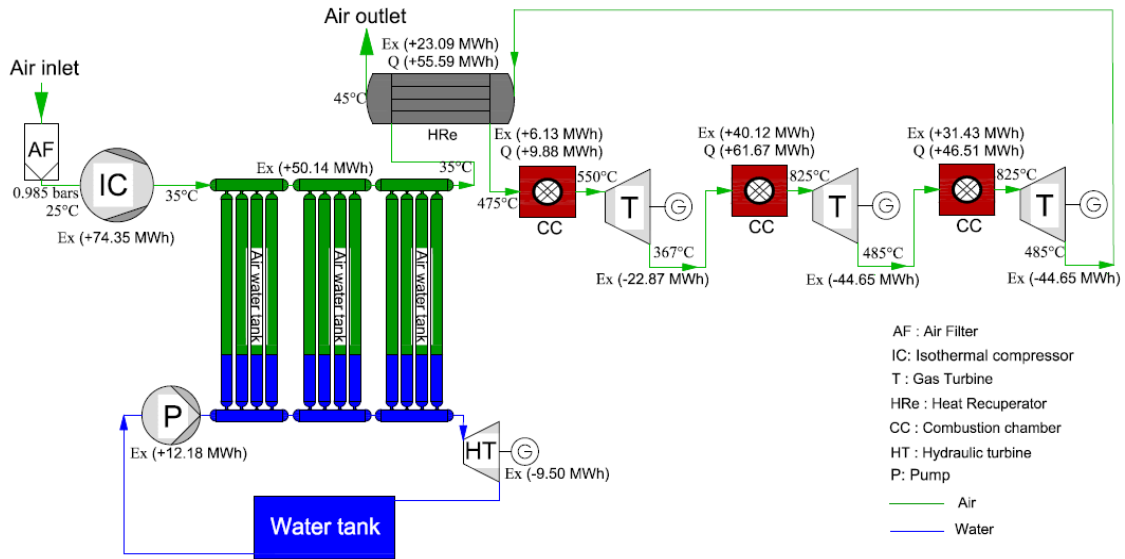 Air outlet
Ex (+23.09 MWh)
Q (+55.59 MWh)
Air inlet
45°C
HRe
AF
0.985 bars
25°C
IC
35°C
Ex (+74.35 MWh)
Ex (+50.14 MWh)
35°C
Ex (+6.13 MWh)
Q (+9.88 MWh)
475°C
CC
550°C
T
G
367°C
Ex (-22.87 MWh)
Ex (+40.12 MWh)
Q (+61.67 MWh)
CC
825°C
T
G
485°C
Ex (-44.65 MWh)
Ex (+31.43 MWh)
Q (+46.51 MWh)
CC
825°C
T
G
485°C
Ex (-44.65 MWh)
Air water tank
Air water tank
Air water tank
P
Ex (+12.18 MWh)
HT
G
Ex (-9.50 MWh)
Water tank
AF : Air Filter
IC: Isothermal compressor
T : Gas Turbine
HRe : Heat Recuperator
CC : Combustion chamber
HT : Hydraulic turbine
P: Pump
Air
Water